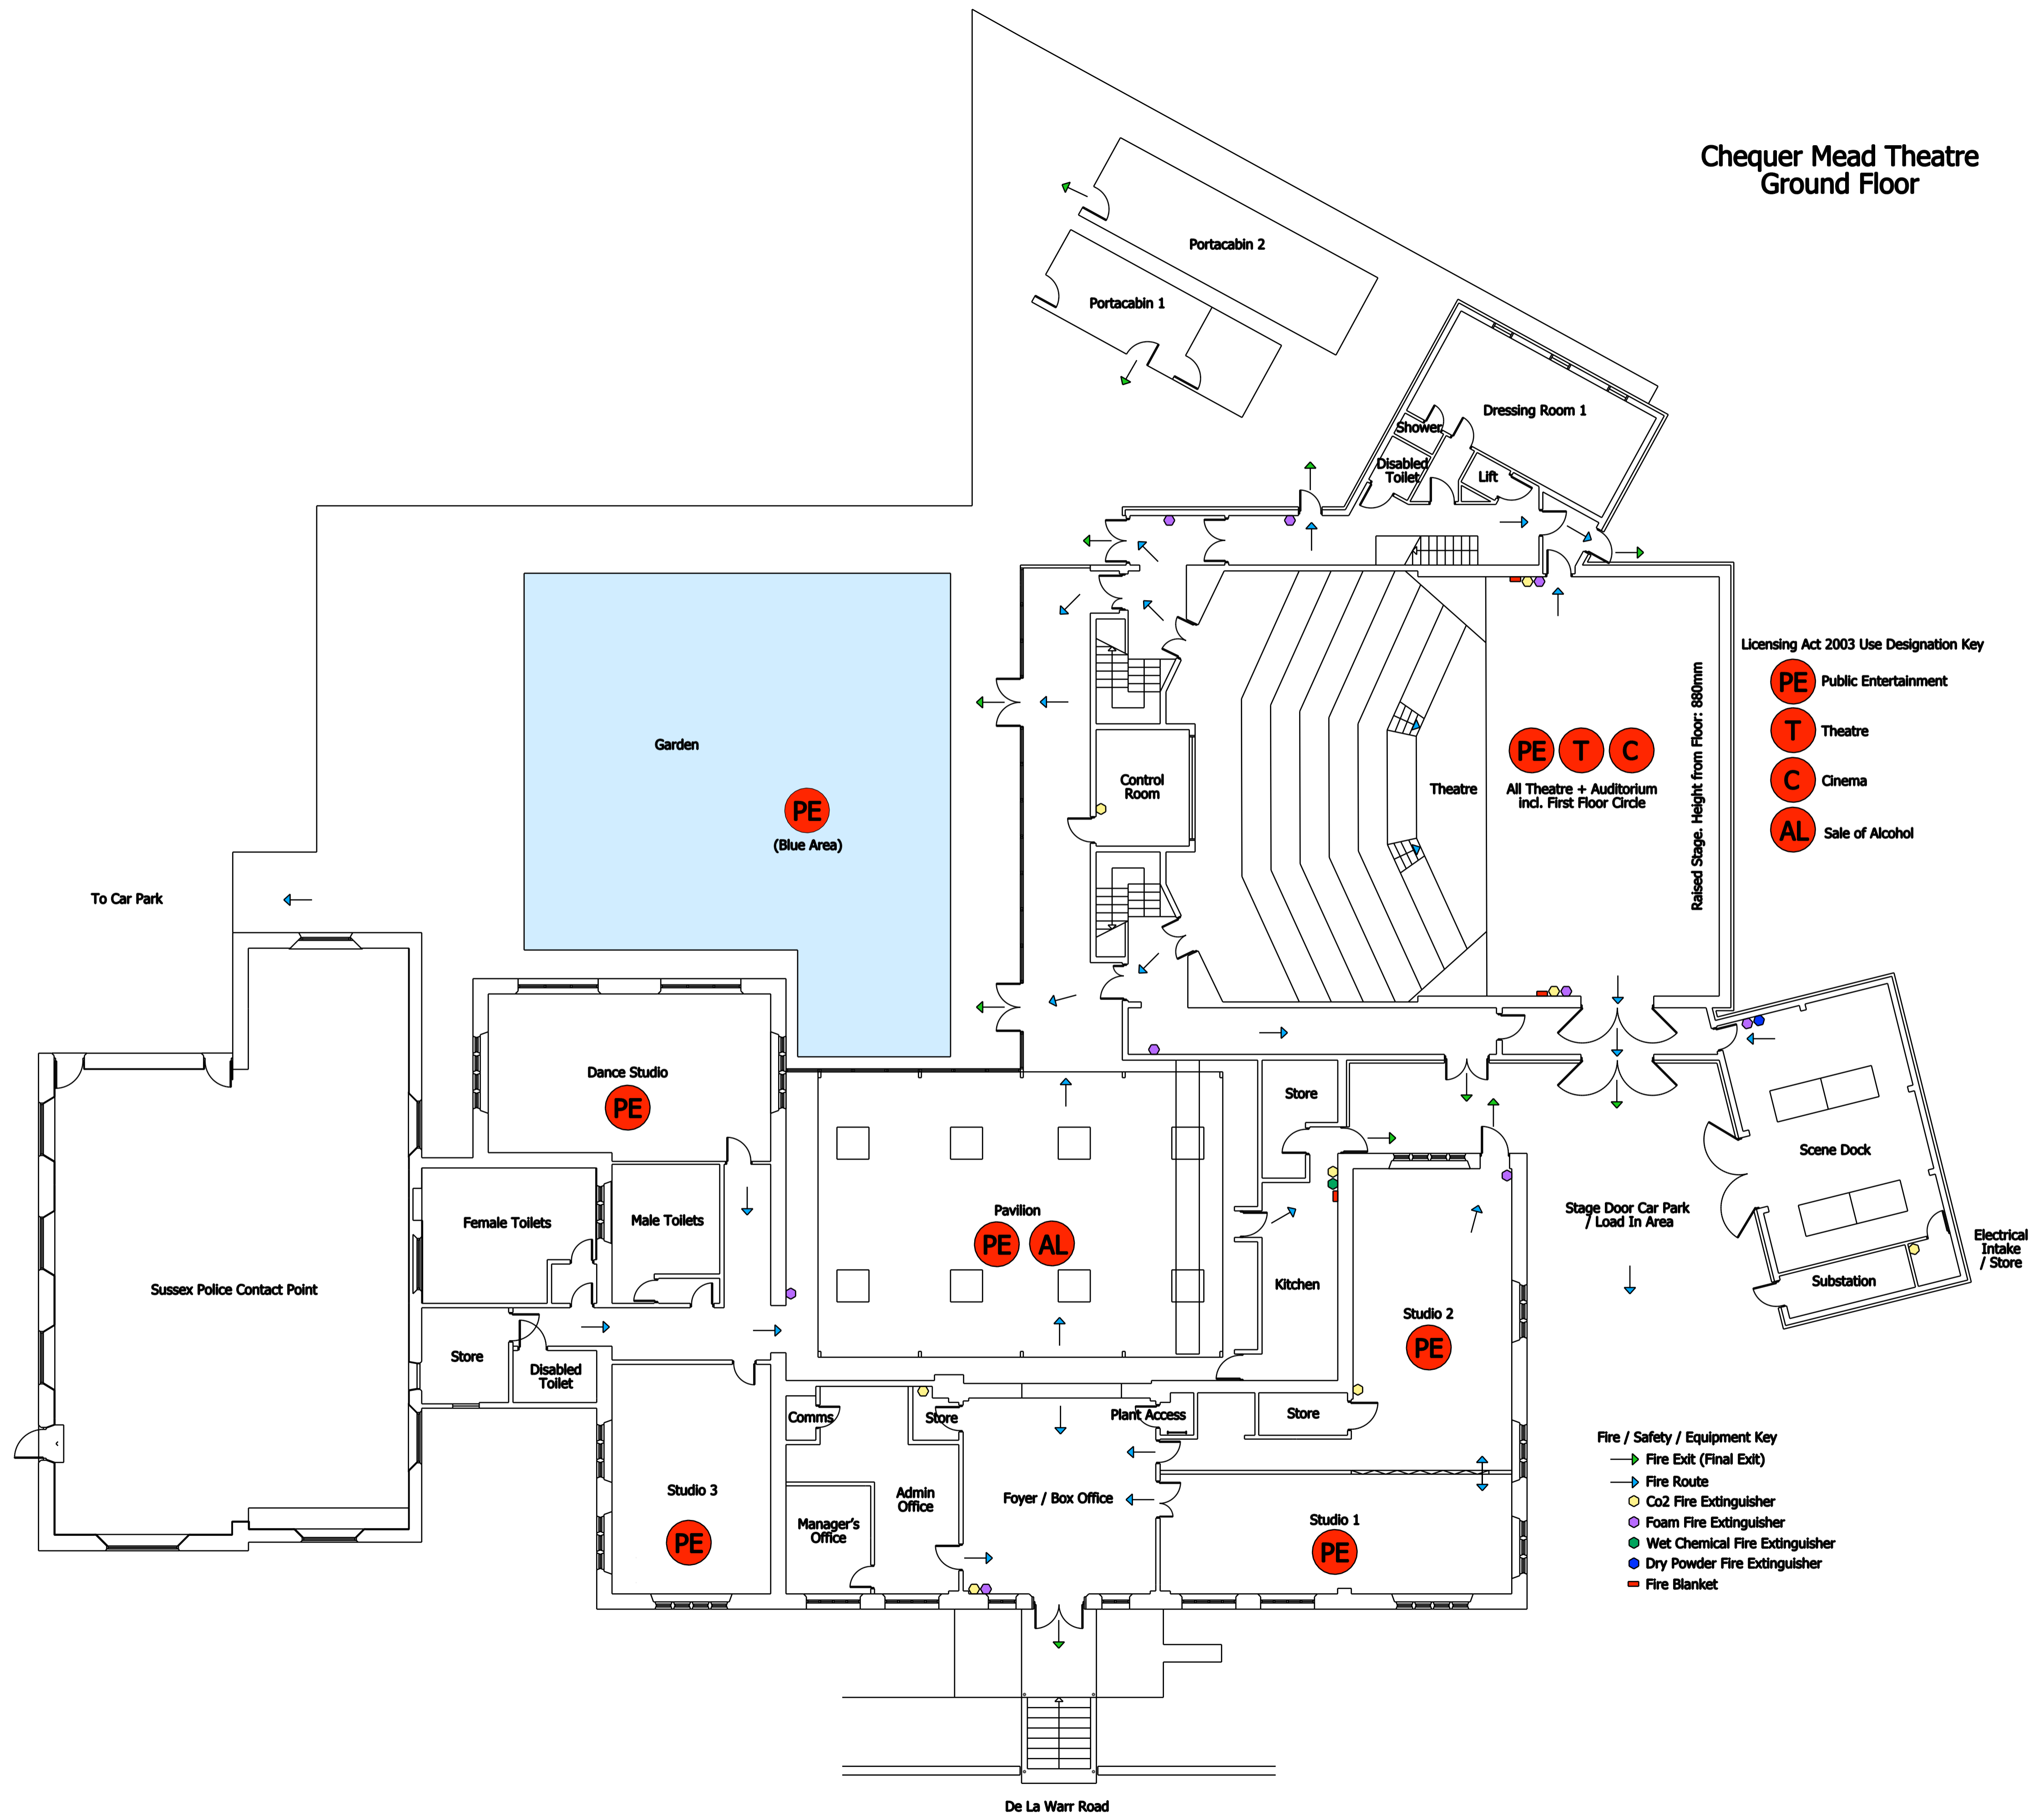 Chequer Mead Theatre
Ground Floor
Portacabin 2
Portacabin 1
Dressing Room 1
Shower
Disabled
Toilet
Lift
Licensing Act 2003 Use Designation Key
PE
Public Entertainment
T
Theatre
C
Cinema
AL
Sale of Alcohol
Garden
PE
(Blue Area)
Control
Room
Theatre
PE
T
C
All Theatre + Auditorium
incl. First Floor Circle
Raised Stage. Height from Floor: 880mm
To Car Park
Dance Studio
PE
Store
Scene Dock
Stage Door Car Park
/ Load In Area
Electrical
Intake
/ Store
Substation
Female Toilets
Male Toilets
Pavilion
PE
AL
Kitchen
Sussex Police Contact Point
Studio 2
PE
Store
Disabled
Toilet
Comms
Store
Plant Access
Store
Studio 3
PE
Admin
Office
Manager's
Office
Foyer / Box Office
Studio 1
PE
Fire / Safety / Equipment Key
Fire Exit (Final Exit)
Fire Route
Co2 Fire Extinguisher
Foam Fire Extinguisher
Wet Chemical Fire Extinguisher
Dry Powder Fire Extinguisher
Fire Blanket
De La Warr Road